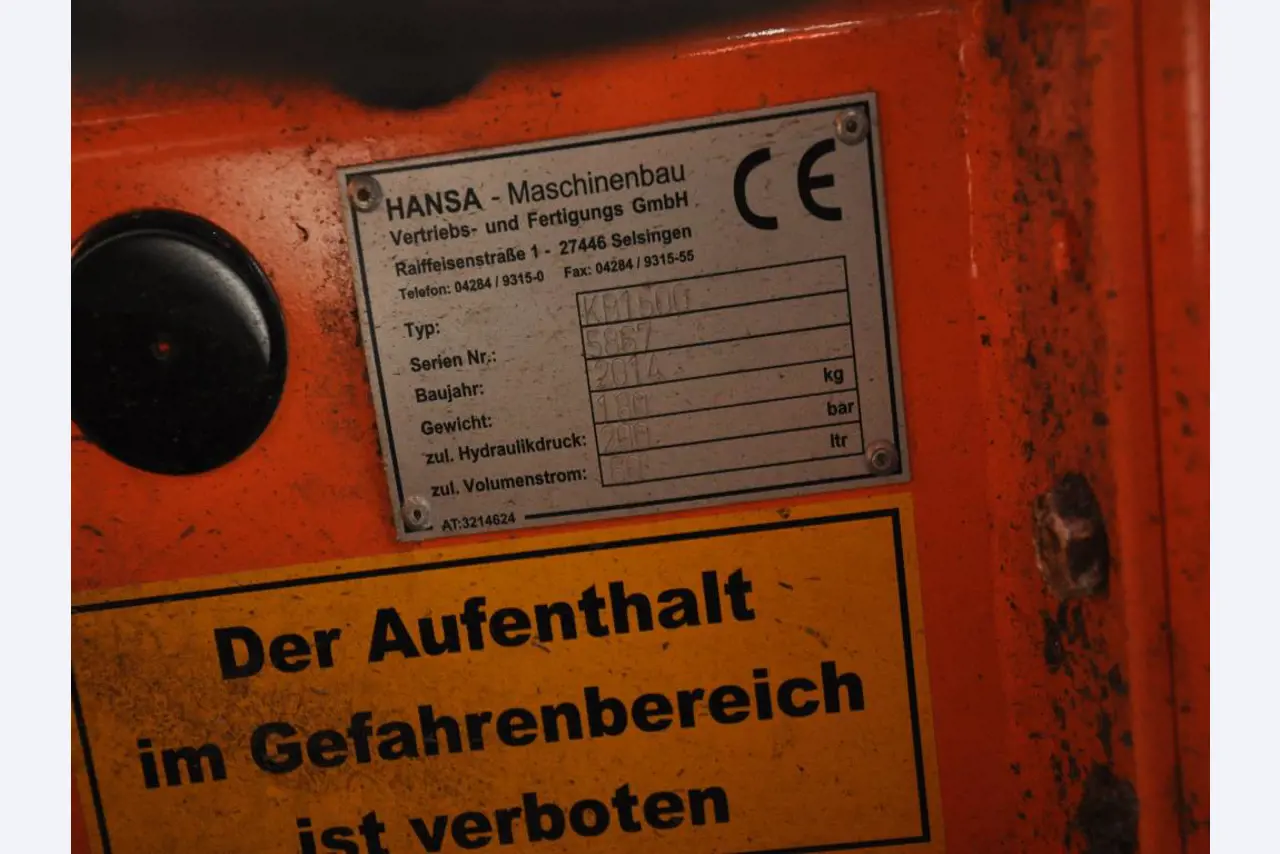 HANSA - Maschinenbau
Vertriebs- und Fertigungs GmbH
Raiffeisenstraße 1 - 27446 Selsingen
Telefon: 04284 / 9315-0 Fax: 04284 / 9315-55
CE
Typ:
Serien Nr.: 5867
Baujahr: 2014
Gewicht: 180 kg
zul. Hydraulikdruck: bar
zul. Volumenstrom: ltr
AT:3214624
Der Aufenthalt
im Gefahrenbereich
ist verboten